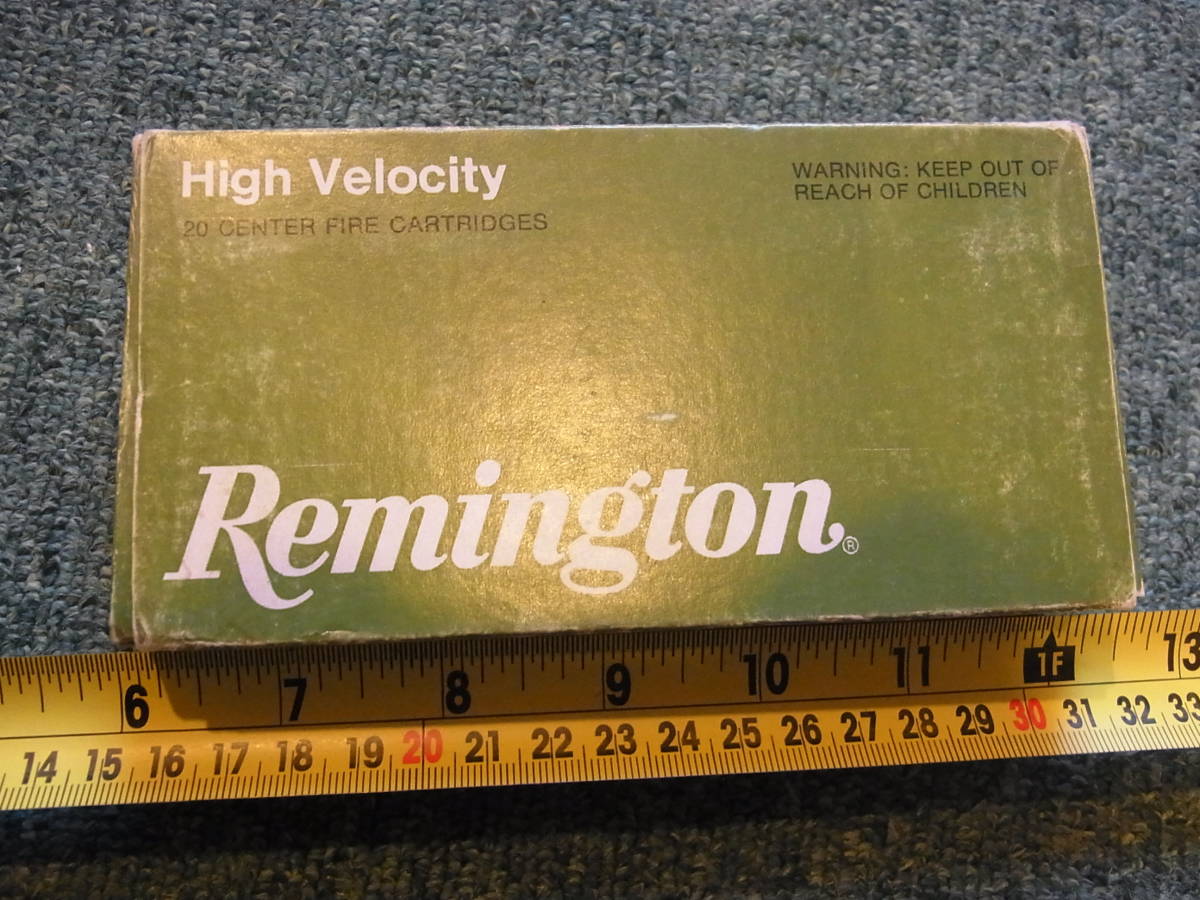 High Velocity
20 CENTER FIRE CARTRIDGES
WARNING: KEEP OUT OF
REACH OF CHILDREN
Remington®
6 7 8 9 10 11 1F 13
14 15 16 17 18 19 20 21 22 23 24 25 26 27 28 29 30 31 32 33